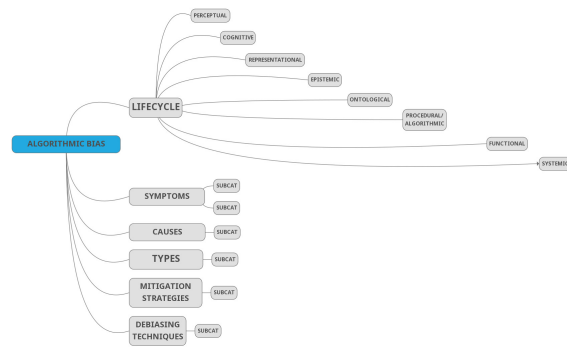 PERCEPTUAL
COGNITIVE
REPRESENTATIONAL
EPISTEMIC
LIFECYCLE
ONTOLOGICAL
PROCEDURAL/
ALGORITHMIC
FUNCTIONAL
SYSTEMIC
ALGORITHMIC BIAS
SYMPTOMS
SUBCAT
SUBCAT
CAUSES
SUBCAT
TYPES
SUBCAT
MITIGATION
STRATEGIES
SUBCAT
DEBIASING
TECHNIQUES
SUBCAT